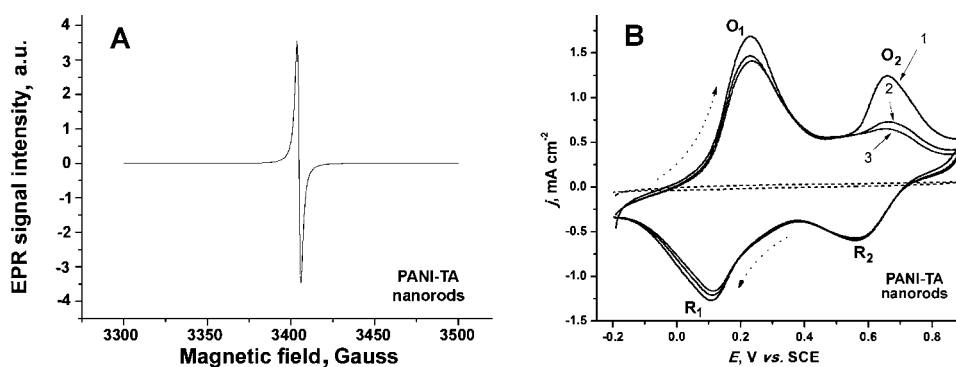 A
EPR signal intensity, a.u.
4
3
2
1
0
-1
-2
-3
-4
PANI-TA
nanorods
3300 3350 3400 3450 3500
Magnetic field, Gauss
B
O1
O2
1
2
3
j, mA cm-2
1.5
1.0
0.5
0.0
-0.5
-1.0
-1.5
R1
R2
PANI-TA
nanorods
-0.2 0.0 0.2 0.4 0.6 0.8
E, V vs. SCE